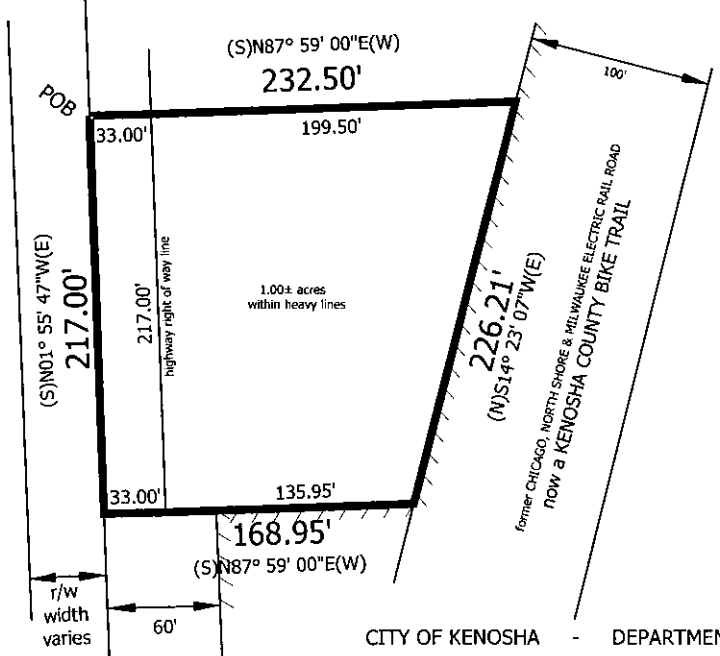 (S)N87° 59' 00"E(W)
232.50'
100'
POB
33.00'
199.50'
(S)N01° 55' 47"W(E)
217.00'
217.00'
highway right of way line
1.00± acres
within heavy lines
226.21'
(N)S14° 23' 07"W(E)
former CHICAGO, NORTH SHORE & MILWAUKEE ELECTRIC RAIL ROAD
now a KENOSHA COUNTY BIKE TRAIL
33.00'
135.95'
168.95'
(S)N87° 59' 00"E(W)
r/w
width
varies
60'
CITY OF KENOSHA - DEPARTMEN